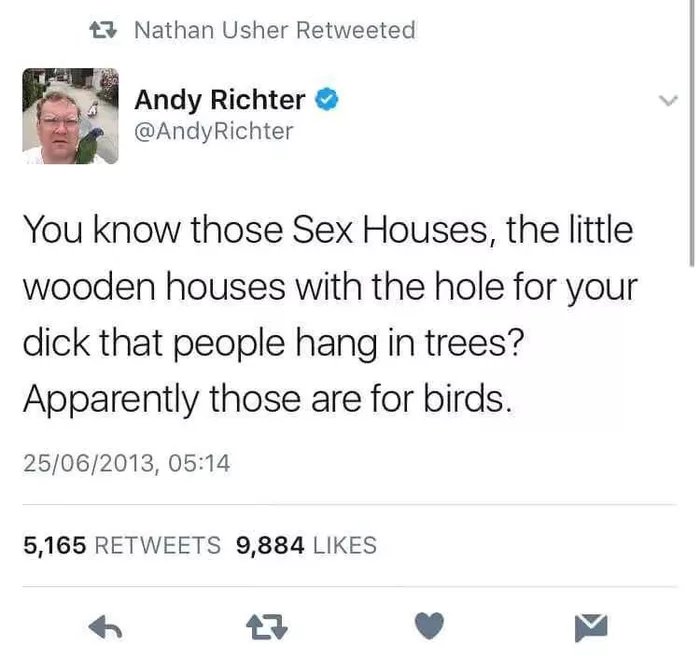 Nathan Usher Retweeted
Andy Richter
@AndyRichter
You know those Sex Houses, the little
wooden houses with the hole for your
dick that people hang in trees?
Apparently those are for birds.
25/06/2013, 05:14
5,165 RETWEETS 9,884 LIKES